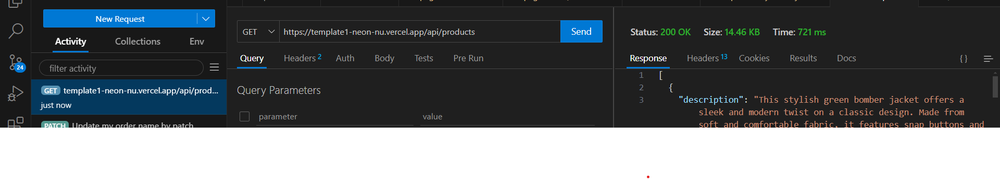 New Request
Activity Collections Env
24
filter activity
GET template1-neon-nu.vercel.app/api/prod...
just now
PATCH Update my order name by patch
GET https://template1-neon-nu.vercel.app/api/products Send
Query Headers 2 Auth Body Tests Pre Run
Query Parameters
parameter value
Status: 200 OK Size: 14.46 KB Time: 721 ms
Response Headers 13 Cookies Results Docs { }
1 [
2 {
3 "description": "This stylish green bomber jacket offers a
sleek and modern twist on a classic design. Made from
soft and comfortable fabric, it features snap buttons and